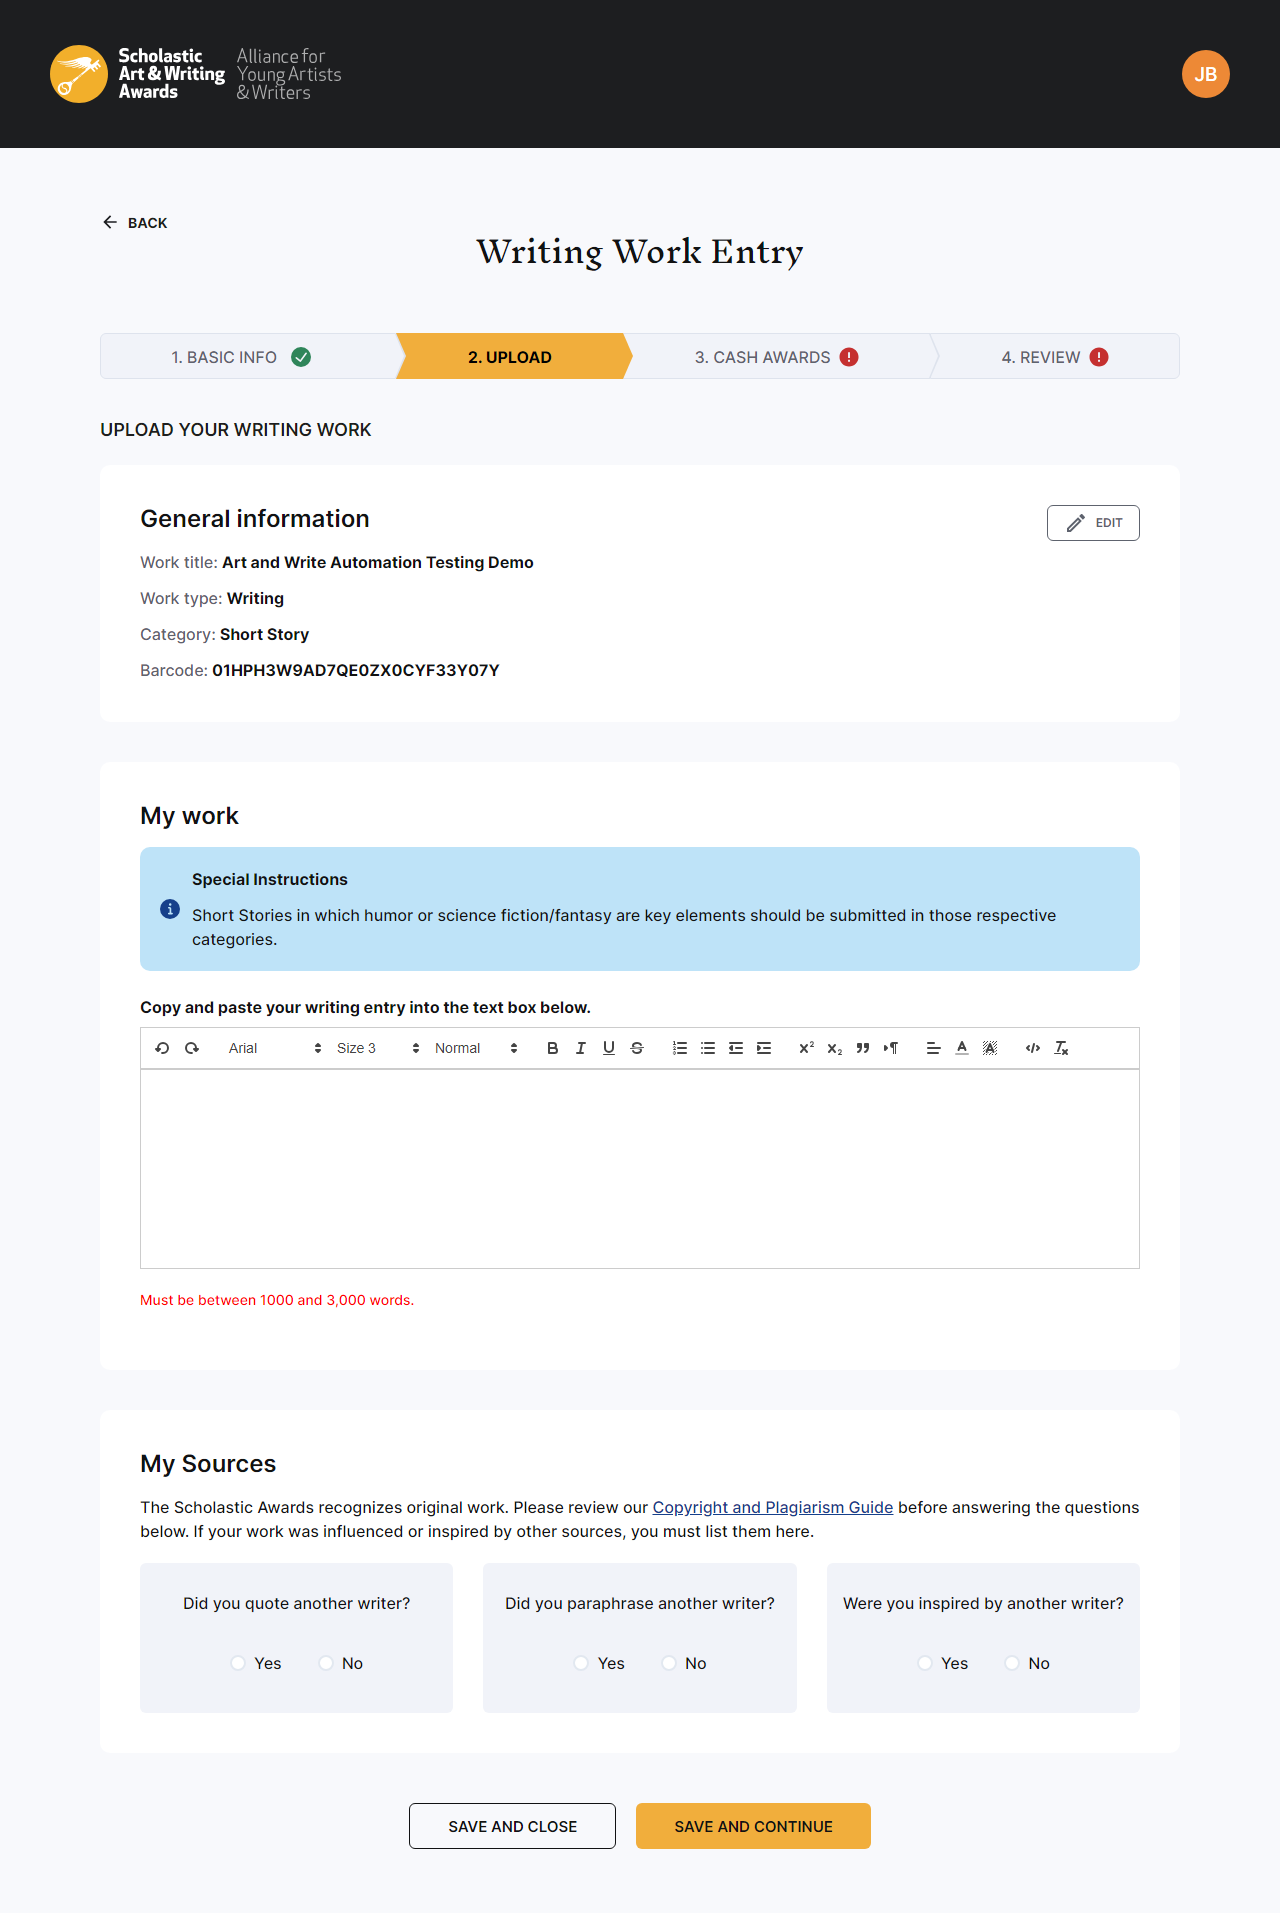 Scholastic
Art & Writing
Awards
Alliance for
Young Artists
& Writers
JB
BACK
Writing Work Entry
1. BASIC INFO
2. UPLOAD
3. CASH AWARDS
4. REVIEW
UPLOAD YOUR WRITING WORK
General information
EDIT
Work title: Art and Write Automation Testing Demo
Work type: Writing
Category: Short Story
Barcode: 01HPH3W9AD7QE0ZX0CYF33Y07Y
My work
Special Instructions
Short Stories in which humor or science fiction/fantasy are key elements should be submitted in those respective
categories.
Copy and paste your writing entry into the text box below.
Arial Size 3 Normal
Must be between 1000 and 3,000 words.
My Sources
The Scholastic Awards recognizes original work. Please review our Copyright and Plagiarism Guide before answering the questions
below. If your work was influenced or inspired by other sources, you must list them here.
Did you quote another writer?
Yes No
Did you paraphrase another writer?
Yes No
Were you inspired by another writer?
Yes No
SAVE AND CLOSE
SAVE AND CONTINUE